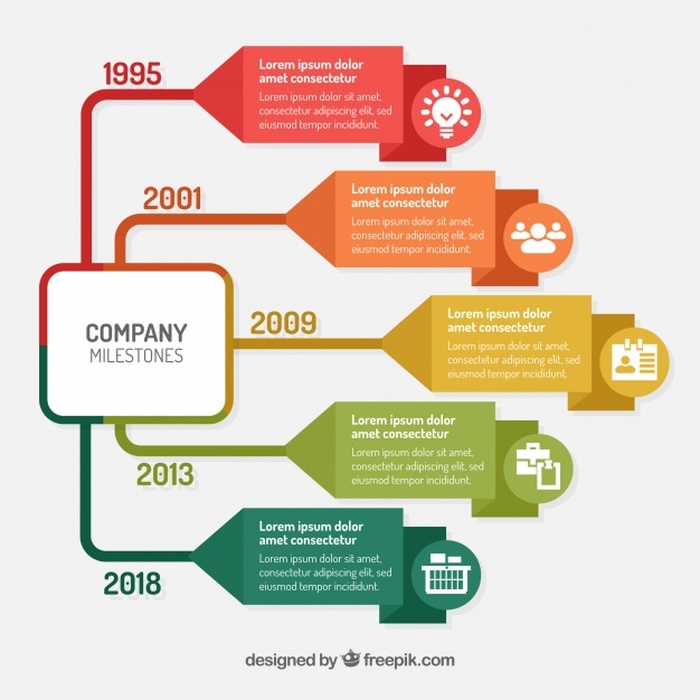 1995
Lorem ipsum dolor
amet consectetur
Lorem ipsum dolor sit amet,
consectetur adipiscing elit, sed
eiusmod tempor incididunt.
2001
Lorem ipsum dolor
amet consectetur
Lorem ipsum dolor sit amet,
consectetur adipiscing elit, sed
eiusmod tempor incididunt.
COMPANY
MILESTONES
2009
Lorem ipsum dolor
amet consectetur
Lorem ipsum dolor sit amet,
consectetur adipiscing elit, sed
eiusmod tempor incididunt.
2013
Lorem ipsum dolor
amet consectetur
Lorem ipsum dolor sit amet,
consectetur adipiscing elit, sed
eiusmod tempor incididunt.
2018
Lorem ipsum dolor
amet consectetur
Lorem ipsum dolor sit amet,
consectetur adipiscing elit, sed
eiusmod tempor incididunt.
designed by freepik.com